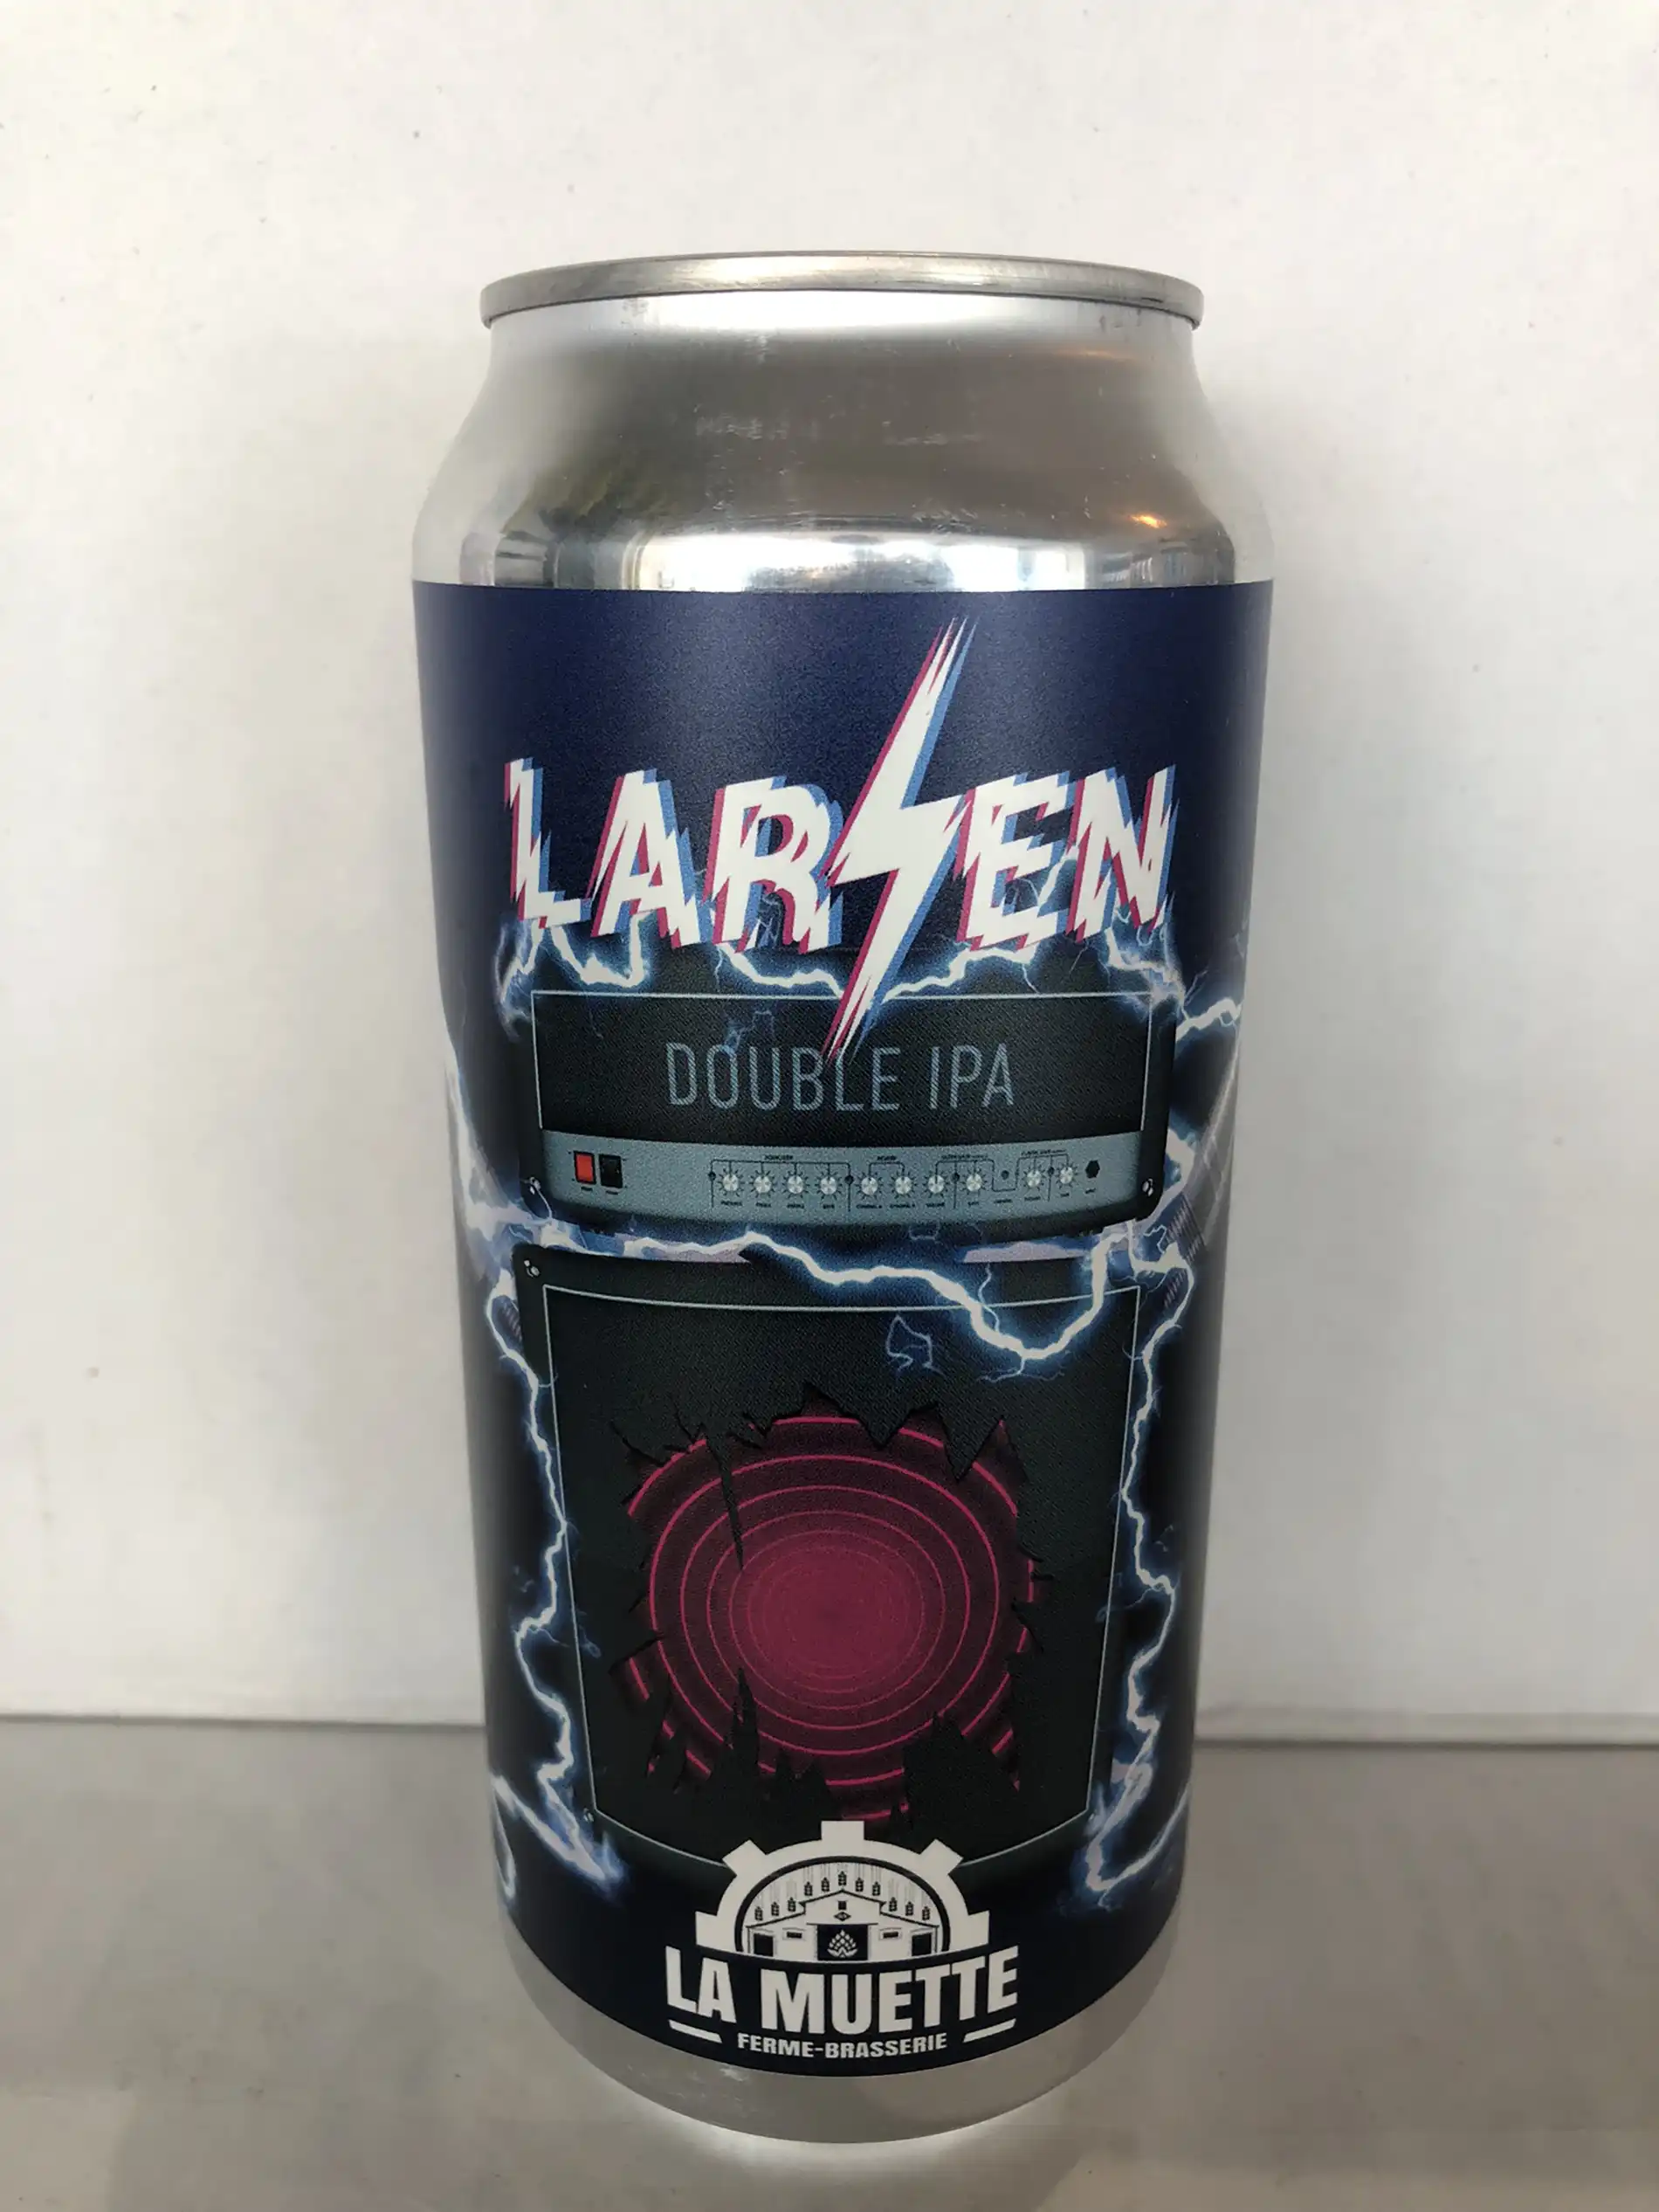 LARSEN
DOUBLE IPA
LA MUETTE
FERME-BRASSERIE